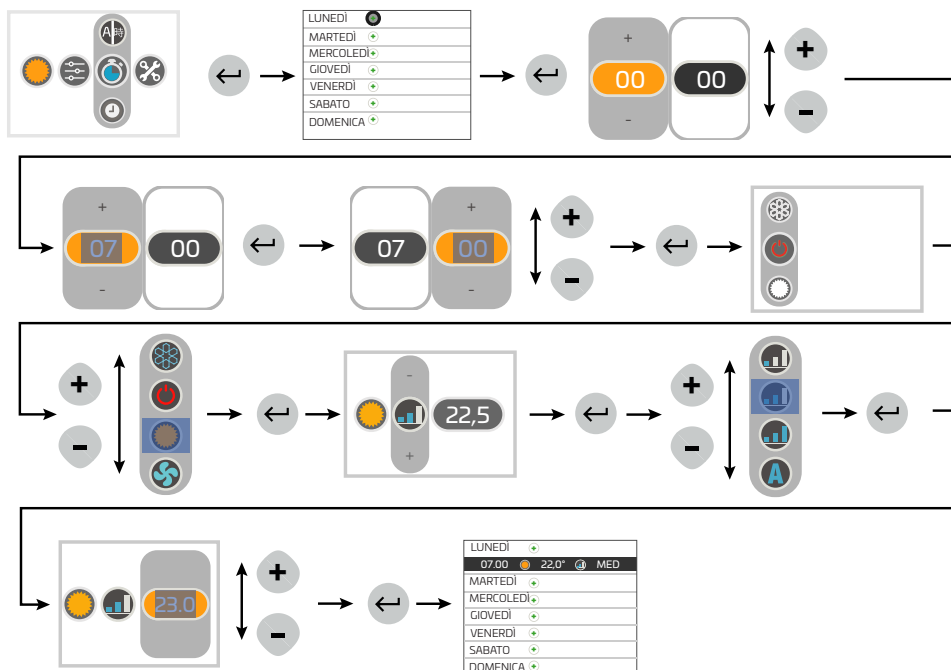 A 時
LUNEDÌ
MARTEDÌ
MERCOLEDÌ
GIOVEDÌ
VENERDÌ
SABATO
DOMENICA
+
00 00
-
+
-
+
07 00
-
+
07 00
-
+
-
+
-
-
22,5
+
+
-
A
23.0
+
-
LUNEDÌ
07.00 22,0° MED
MARTEDÌ
MERCOLEDÌ
GIOVEDÌ
VENERDÌ
SABATO
DOMENICA